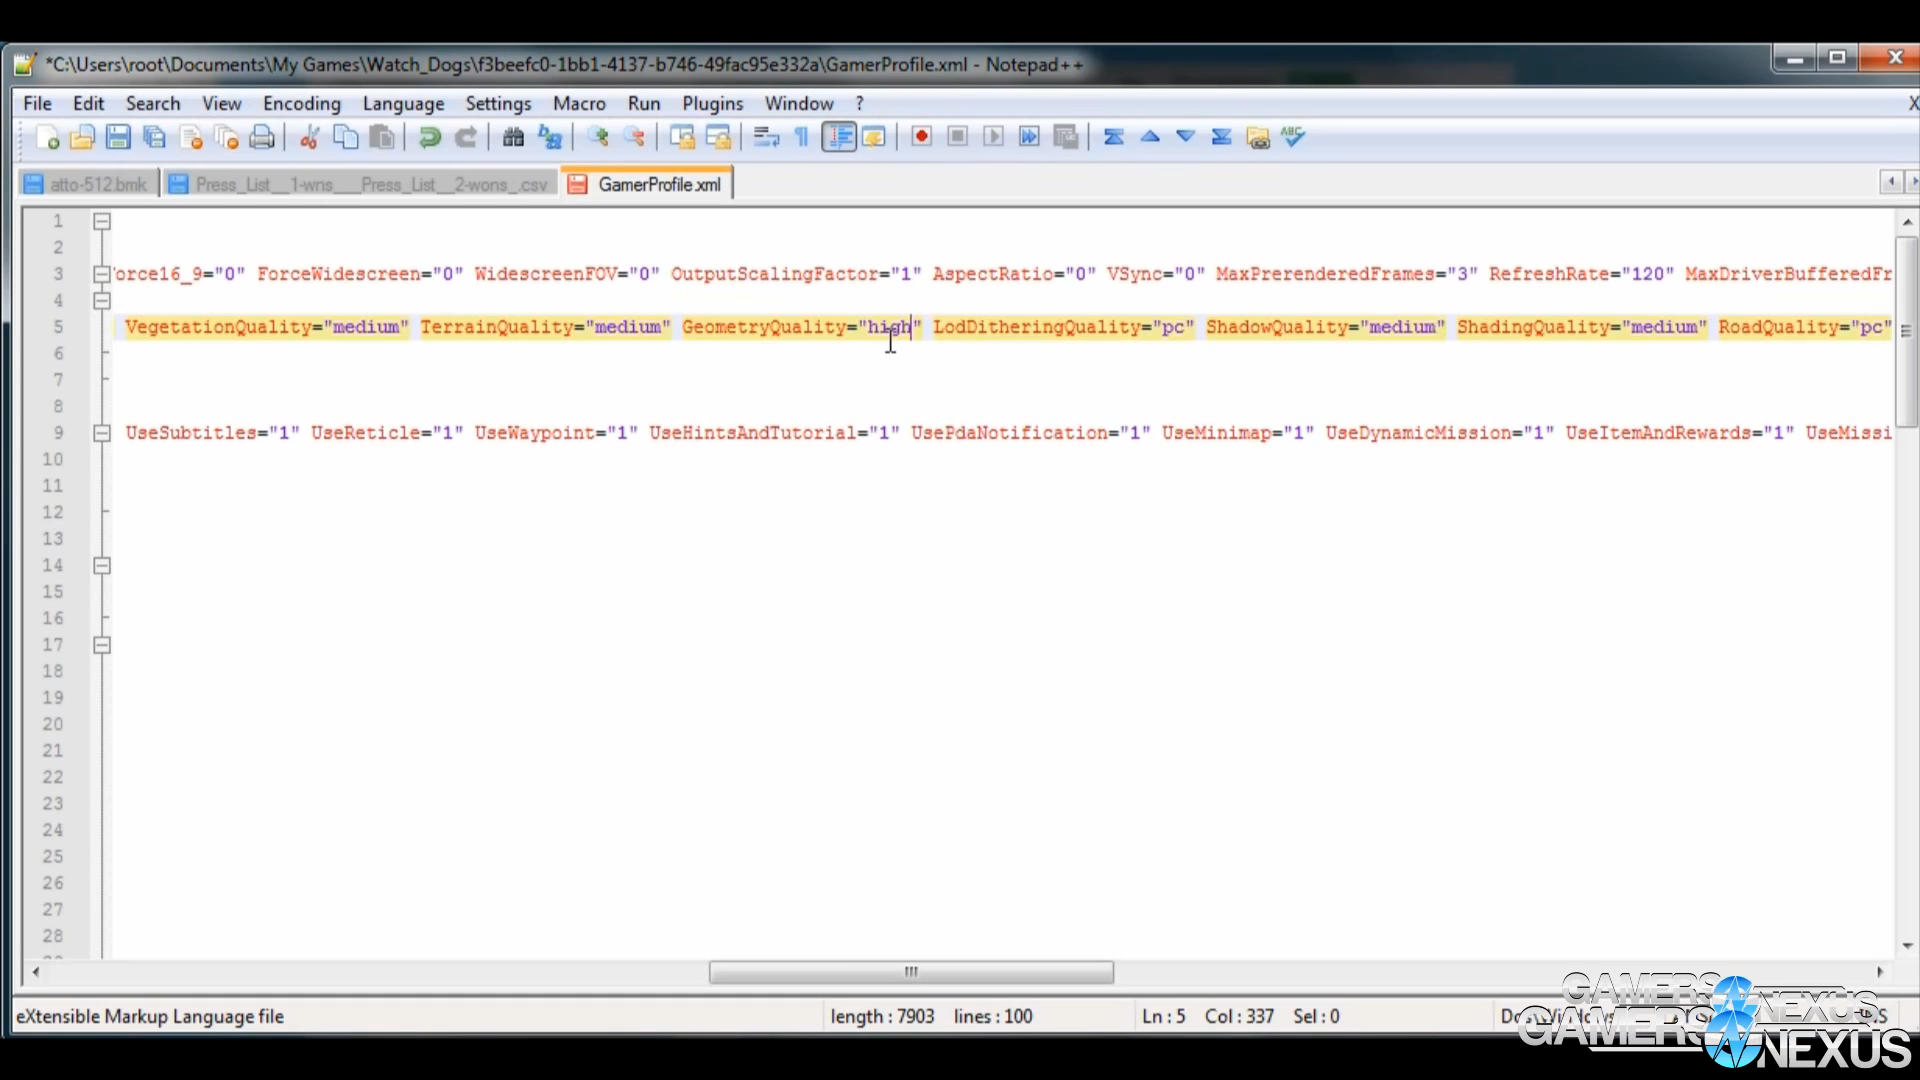 *C:\Users\root\Documents\My Games\Watch_Dogs\f3beefc0-1bb1-4137-b746-49fac95e332a\GamerProfile.xml - Notepad++
File Edit Search View Encoding Language Settings Macro Run Plugins Window ? X
atto-512.bmk Press_List__1-wns___Press_List__2-wons_.csv GamerProfile.xml
1
2
3 orce16_9="0" ForceWidescreen="0" WidescreenFOV="0" OutputScalingFactor="1" AspectRatio="0" VSync="0" MaxPrerenderedFrames="3" RefreshRate="120" MaxDriverBufferedFr
4
5 VegetationQuality="medium" TerrainQuality="medium" GeometryQuality="high" LodDitheringQuality="pc" ShadowQuality="medium" ShadingQuality="medium" RoadQuality="pc"
6
7
8
9 UseSubtitles="1" UseReticle="1" UseWaypoint="1" UseHintsAndTutorial="1" UsePdaNotification="1" UseMinimap="1" UseDynamicMission="1" UseItemAndRewards="1" UseMissi
10
11
12
13
14
15
16
17
18
19
20
21
22
23
24
25
26
27
28
eXtensible Markup Language file length : 7903 lines : 100 Ln : 5 Col : 337 Sel : 0
GAMERS NEXUS
GAMERS NEXUS